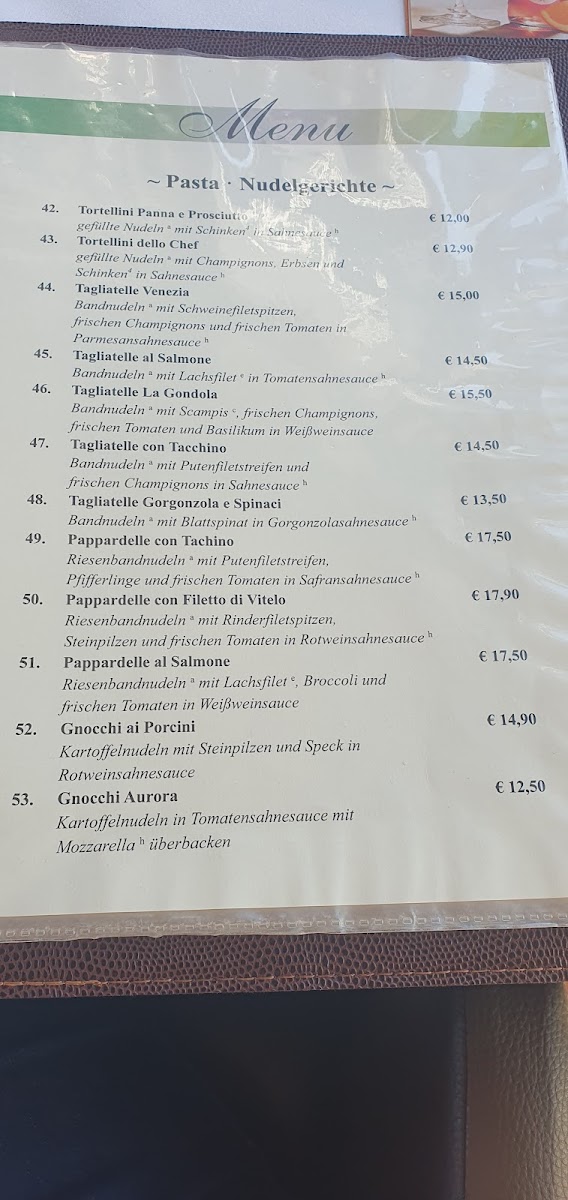 Menu
~ Pasta · Nudelgerichte ~
42. Tortellini Panna e Prosciutto € 12,00
gefüllte Nudeln ᵃ mit Schinken⁴ in Sahnesauce ʰ
43. Tortellini dello Chef € 12,90
gefüllte Nudeln ᵃ mit Champignons, Erbsen und
Schinken⁴ in Sahnesauce ʰ
44. Tagliatelle Venezia € 15,00
Bandnudeln ᵃ mit Schweinefiletspitzen,
frischen Champignons und frischen Tomaten in
Parmesansahnesauce ʰ
45. Tagliatelle al Salmone € 14,50
Bandnudeln ᵃ mit Lachsfilet ᵉ in Tomatensahnesauce ʰ
46. Tagliatelle La Gondola € 15,50
Bandnudeln ᵃ mit Scampis ᶜ, frischen Champignons,
frischen Tomaten und Basilikum in Weißweinsauce
47. Tagliatelle con Tacchino € 14,50
Bandnudeln ᵃ mit Putenfiletstreifen und
frischen Champignons in Sahnesauce ʰ
48. Tagliatelle Gorgonzola e Spinaci € 13,50
Bandnudeln ᵃ mit Blattspinat in Gorgonzolasahnesauce ʰ
49. Pappardelle con Tachino € 17,50
Riesenbandnudeln ᵃ mit Putenfiletstreifen,
Pfifferlinge und frischen Tomaten in Safransahnesauce ʰ
50. Pappardelle con Filetto di Vitelo € 17,90
Riesenbandnudeln ᵃ mit Rinderfiletspitzen,
Steinpilzen und frischen Tomaten in Rotweinsahnesauce ʰ
51. Pappardelle al Salmone € 17,50
Riesenbandnudeln ᵃ mit Lachsfilet ᵉ, Broccoli und
frischen Tomaten in Weißweinsauce
52. Gnocchi ai Porcini € 14,90
Kartoffelnudeln mit Steinpilzen und Speck in
Rotweinsahnesauce
53. Gnocchi Aurora € 12,50
Kartoffelnudeln in Tomatensahnesauce mit
Mozzarella ʰ überbacken